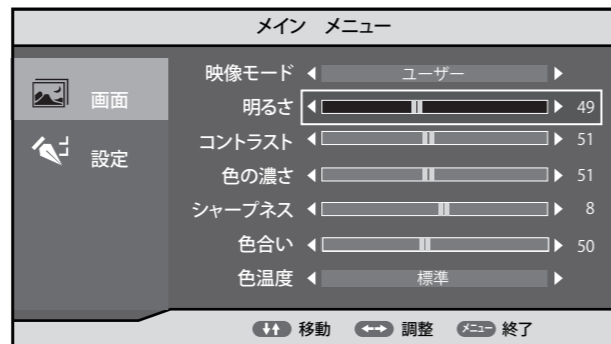 メイン メニュー
画面
設定
映像モード ユーザー
明るさ 49
コントラスト 51
色の濃さ 51
シャープネス 8
色合い 50
色温度 標準
移動 調整 メニュー 終了